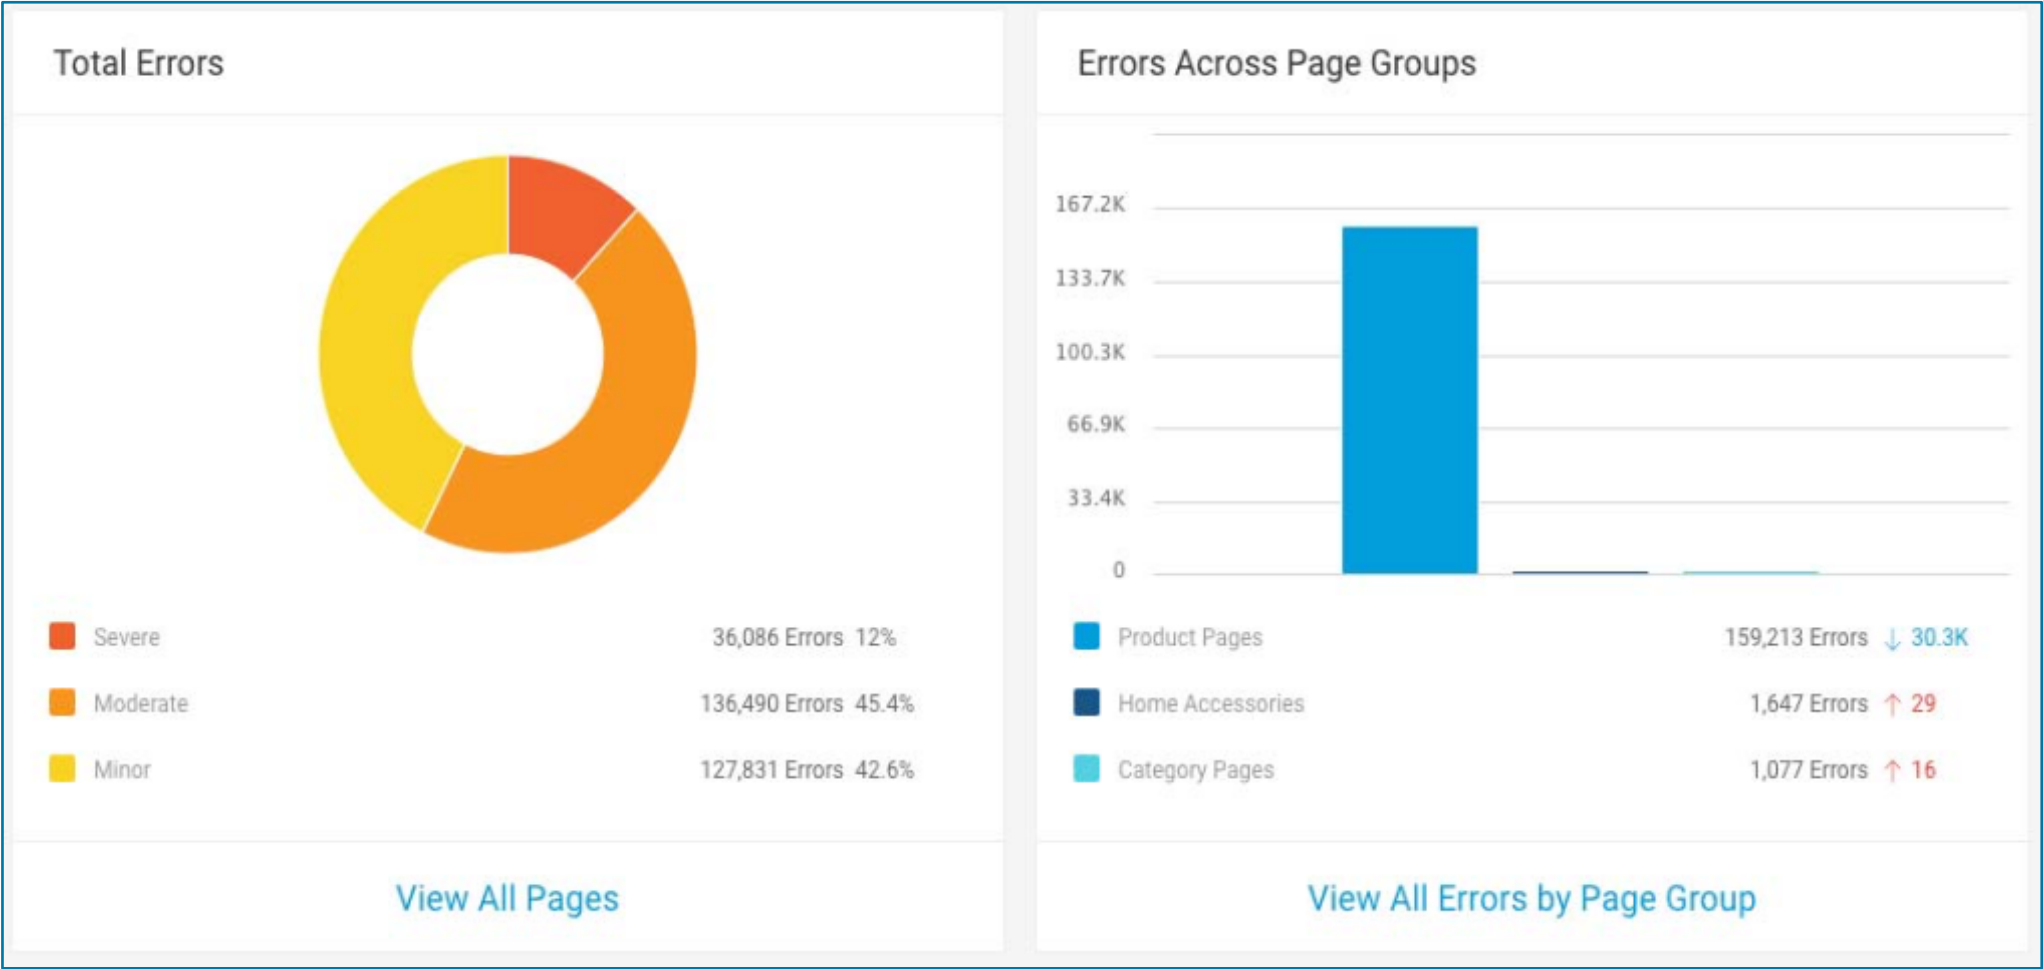 Total Errors
Severe 36,086 Errors 12%
Moderate 136,490 Errors 45.4%
Minor 127,831 Errors 42.6%
View All Pages
Errors Across Page Groups
167.2K
133.7K
100.3K
66.9K
33.4K
0
Product Pages 159,213 Errors ↓ 30.3K
Home Accessories 1,647 Errors ↑ 29
Category Pages 1,077 Errors ↑ 16
View All Errors by Page Group